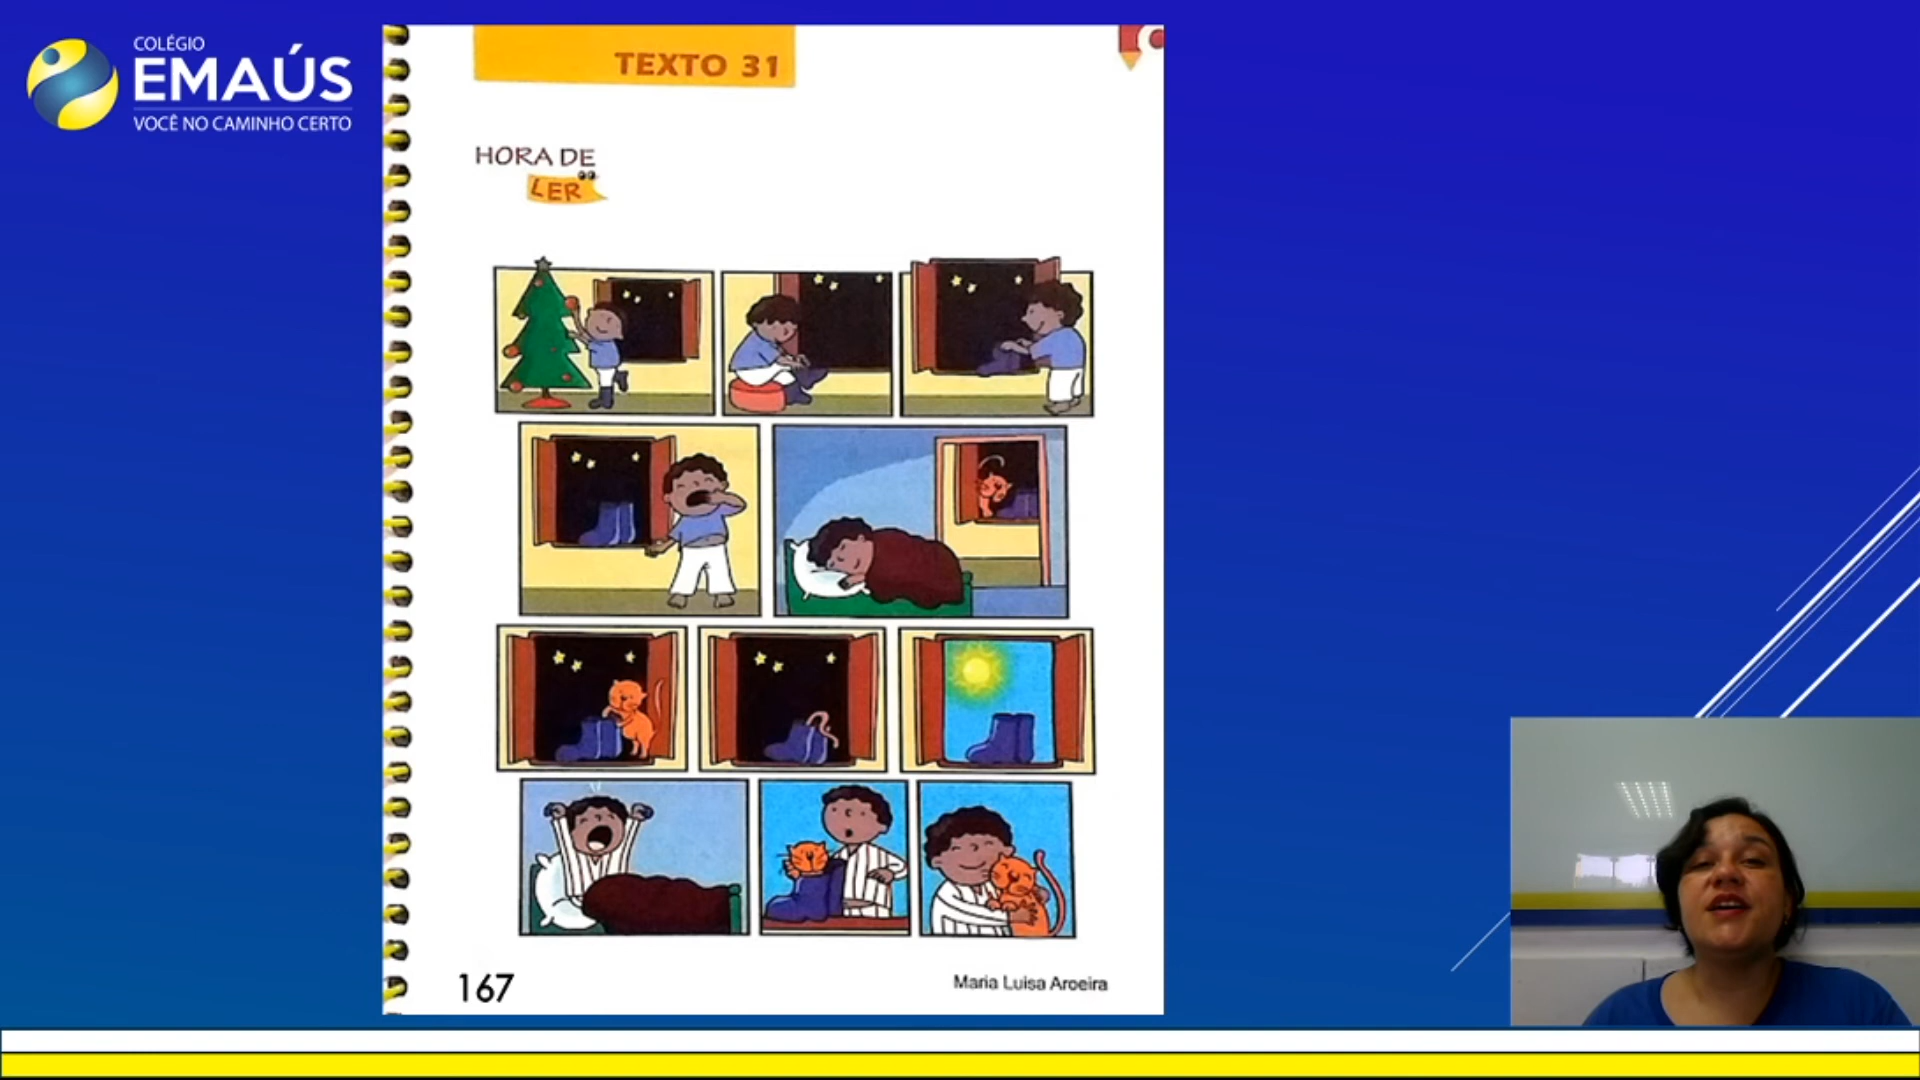 COLÉGIO
EMAÚS
VOCÊ NO CAMINHO CERTO
TEXTO 31
HORA DE
LER
167
Maria Luisa Aroeira